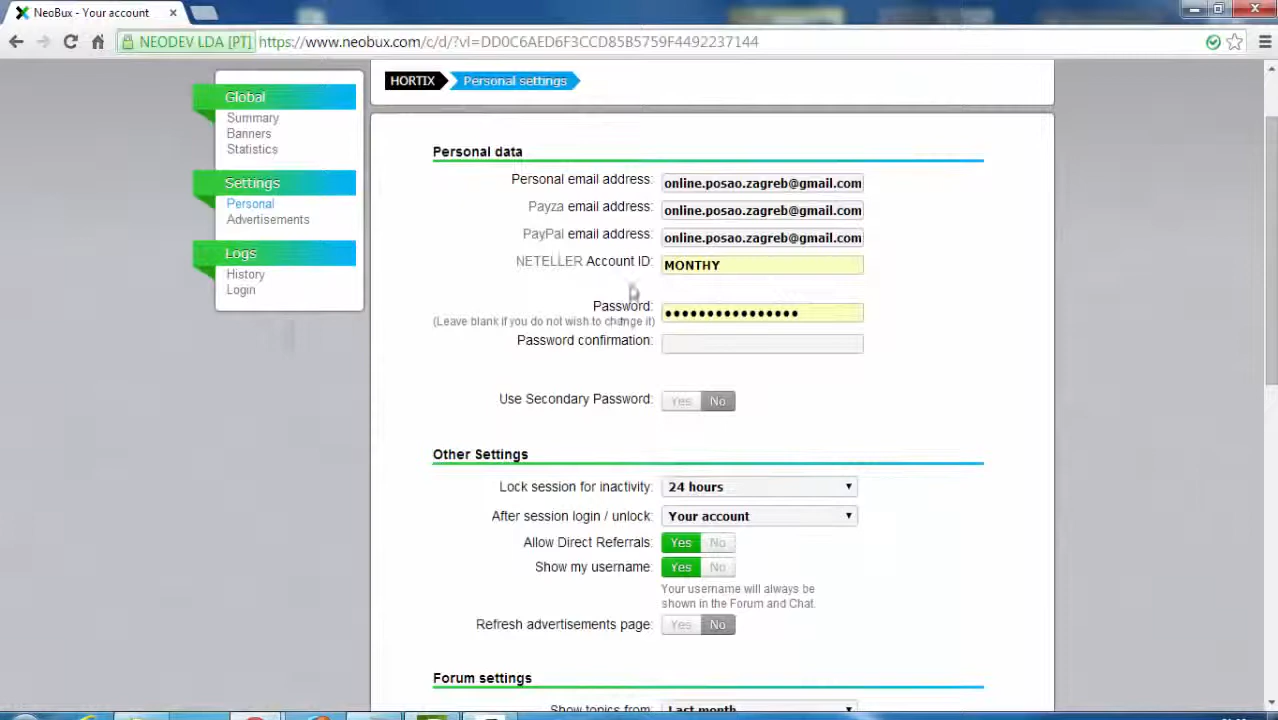 NeoBux - Your account
NEODEV LDA [PT] https://www.neobux.com/c/d/?vl=DD0C6AED6F3CCD85B5759F4492237144
HORTIX
Personal settings
Global
Summary
Banners
Statistics
Settings
Personal
Advertisements
Logs
History
Login
Personal data
Personal email address: online.posao.zagreb@gmail.com
Payza email address: online.posao.zagreb@gmail.com
PayPal email address: online.posao.zagreb@gmail.com
NETELLER Account ID: MONTHY
Password: ••••••••••••••••
(Leave blank if you do not wish to change it)
Password confirmation:
Use Secondary Password: Yes No
Other Settings
Lock session for inactivity: 24 hours
After session login / unlock: Your account
Allow Direct Referrals: Yes No
Show my username: Yes No
Your username will always be
shown in the Forum and Chat.
Refresh advertisements page: Yes No
Forum settings
Show topics from: Last month